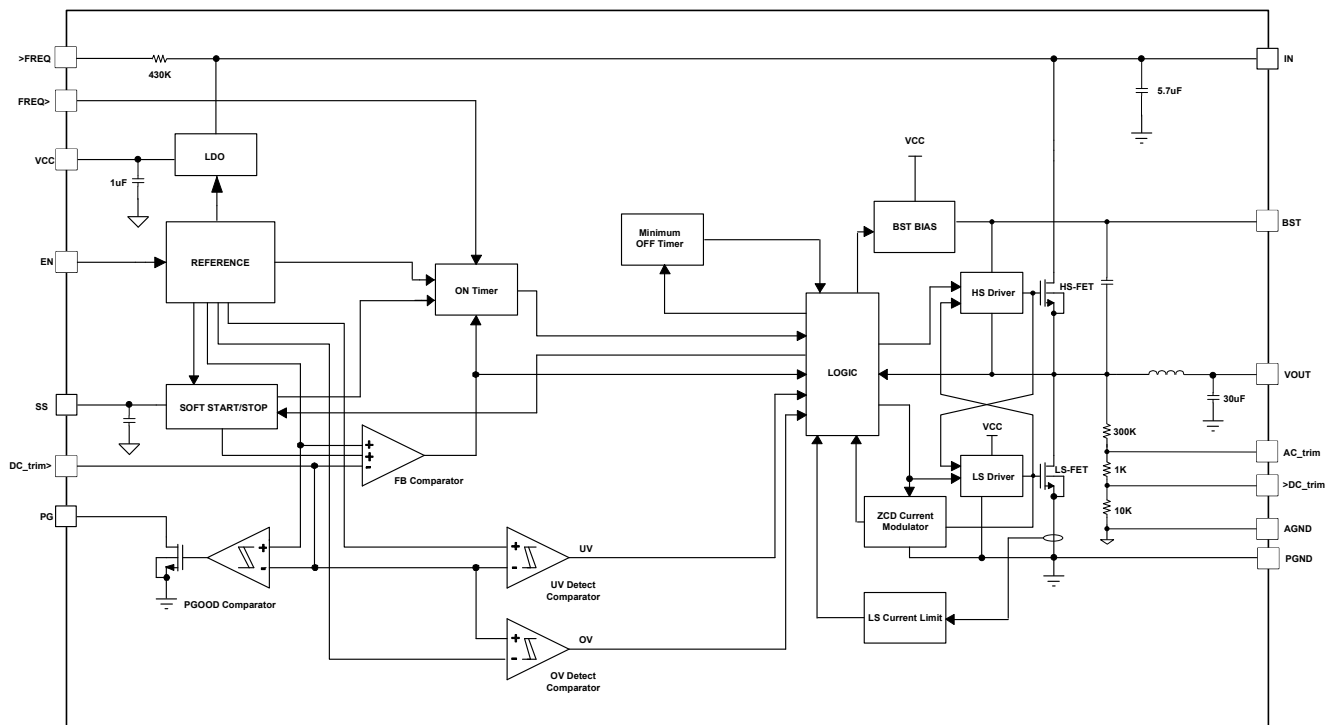 >FREQ
430K
IN
5.7uF
FREQ>
LDO
VCC
VCC
1uF
BST BIAS
BST
Minimum
OFF Timer
EN
REFERENCE
ON Timer
HS Driver
HS-FET
LOGIC
VOUT
SS
SOFT START/STOP
30uF
+
+
-
FB Comparator
VCC
300K
AC_trim
DC_trim>
LS Driver
LS-FET
1K
>DC_trim
PG
ZCD Current
Modulator
10K
AGND
+
-
PGOOD Comparator
+
-
UV
UV Detect
Comparator
PGND
LS Current Limit
+
-
OV
OV Detect
Comparator